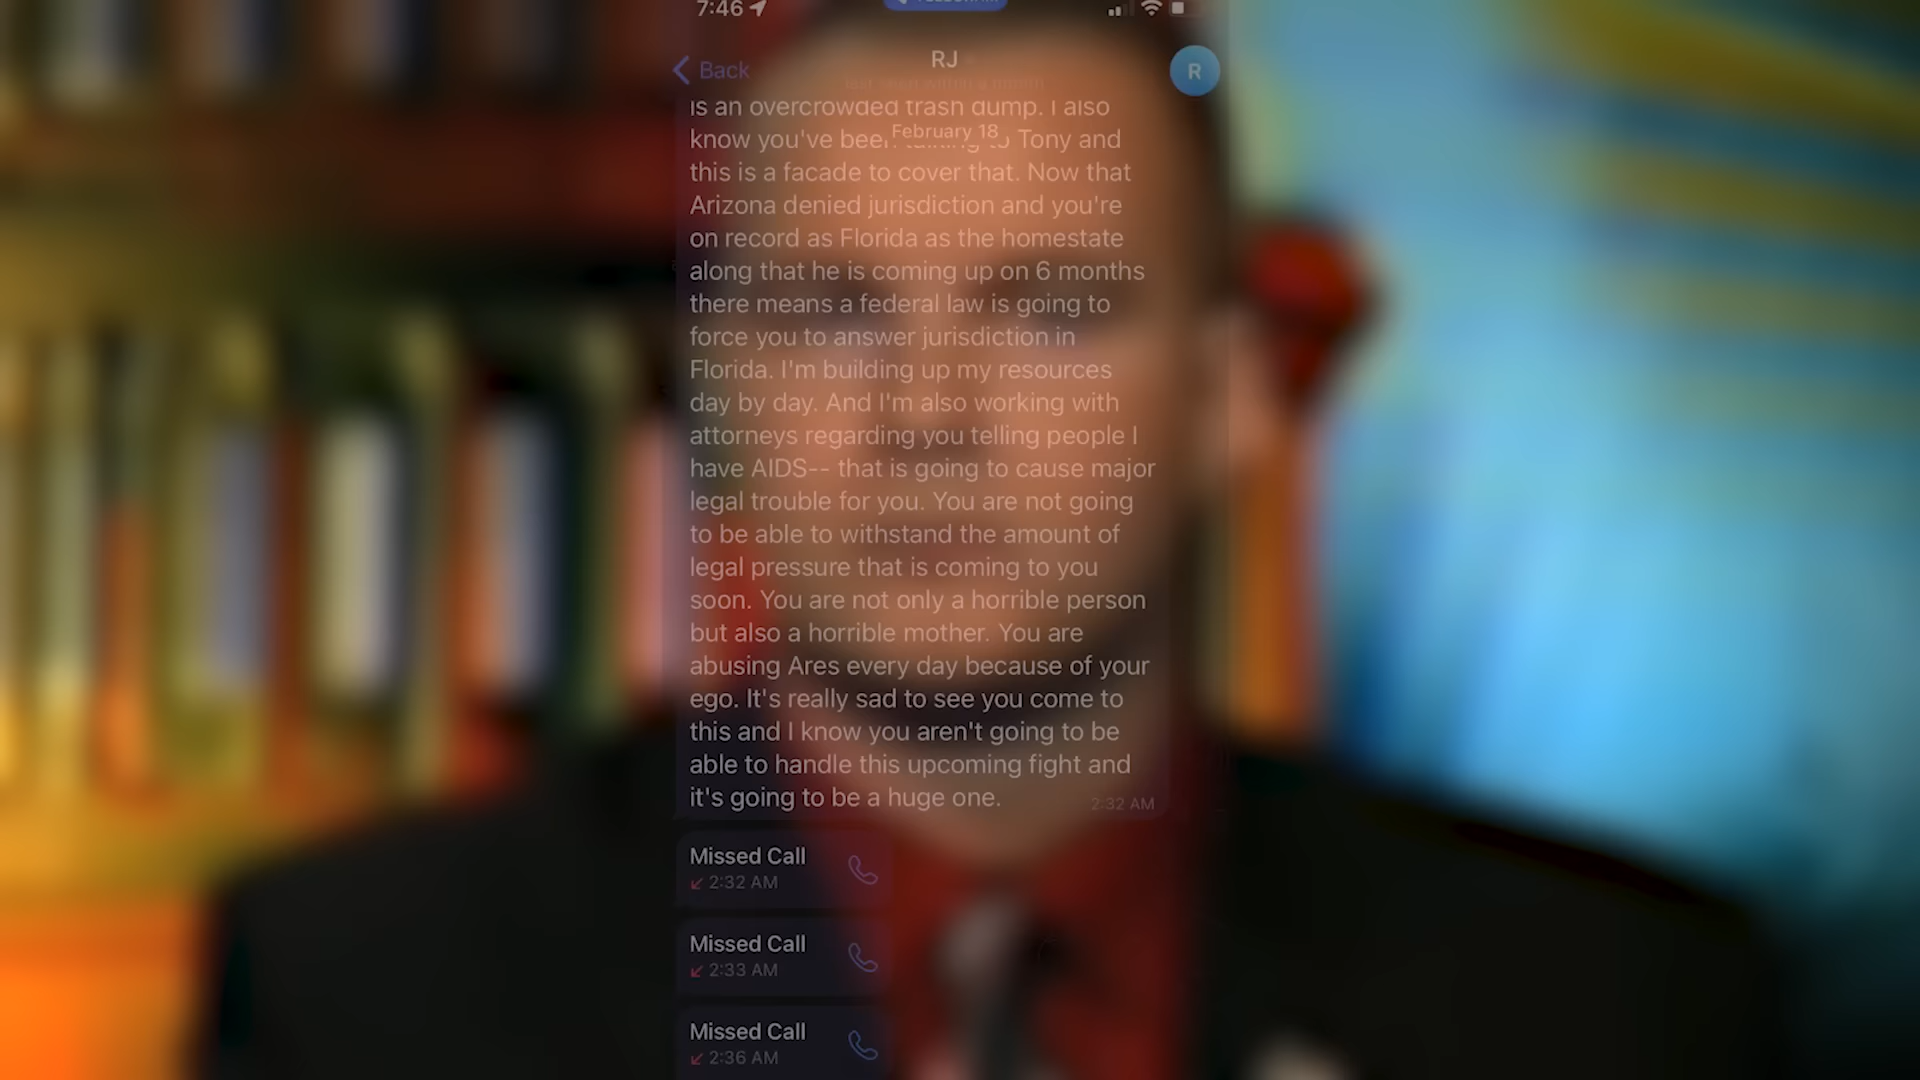 7:46
TELEGRAM
Back
RJ
R
is an overcrowded trash dump. I also
February 18
know you've been talking to Tony and
this is a facade to cover that. Now that
Arizona denied jurisdiction and you're
on record as Florida as the homestate
along that he is coming up on 6 months
there means a federal law is going to
force you to answer jurisdiction in
Florida. I'm building up my resources
day by day. And I'm also working with
attorneys regarding you telling people I
have AIDS-- that is going to cause major
legal trouble for you. You are not going
to be able to withstand the amount of
legal pressure that is coming to you
soon. You are not only a horrible person
but also a horrible mother. You are
abusing Ares every day because of your
ego. It's really sad to see you come to
this and I know you aren't going to be
able to handle this upcoming fight and
it's going to be a huge one.
2:32 AM
Missed Call
2:32 AM
Missed Call
2:33 AM
Missed Call
2:36 AM